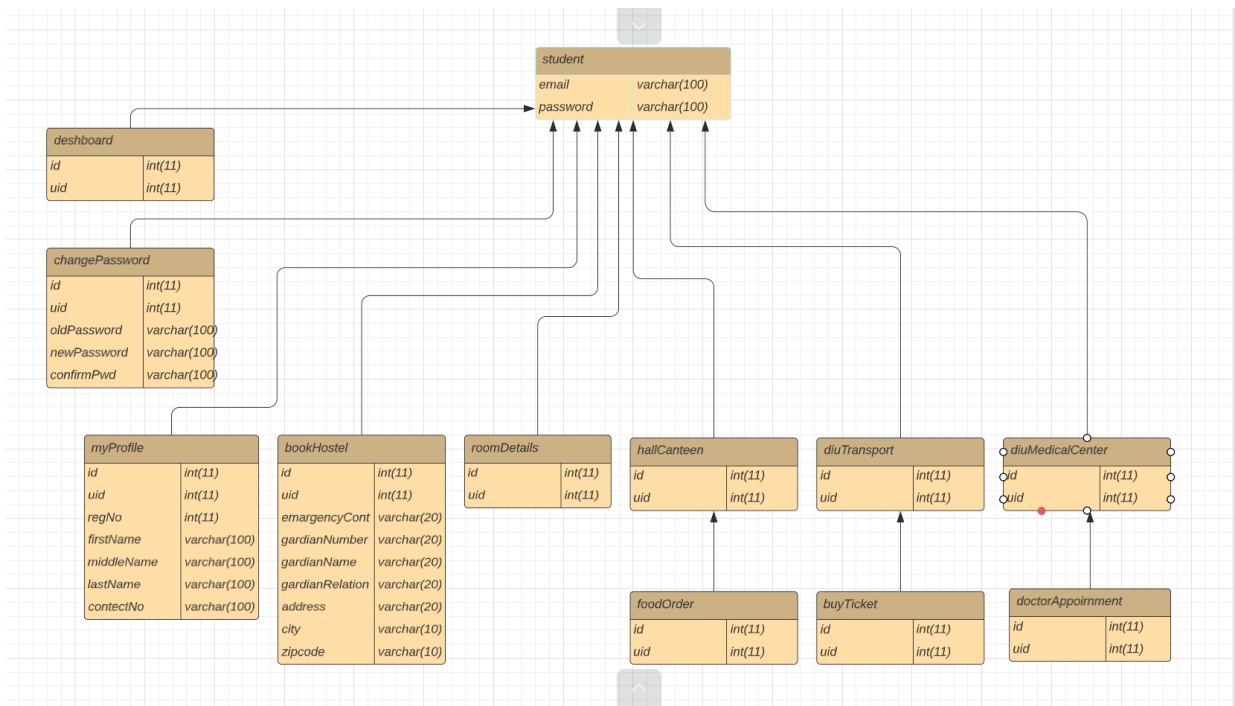 student
email varchar(100)
password varchar(100)
deshboard
id int(11)
uid int(11)
changePassword
id int(11)
uid int(11)
oldPassword varchar(100)
newPassword varchar(100)
confirmPwd varchar(100)
myProfile
id int(11)
uid int(11)
regNo int(11)
firstName varchar(100)
middleName varchar(100)
lastName varchar(100)
contectNo varchar(100)
bookHostel
id int(11)
uid int(11)
emargencyCont varchar(20)
gardianNumber varchar(20)
gardianName varchar(20)
gardianRelation varchar(20)
address varchar(20)
city varchar(10)
zipcode varchar(10)
roomDetails
id int(11)
uid int(11)
hallCanteen
id int(11)
uid int(11)
diuTransport
id int(11)
uid int(11)
diuMedicalCenter
id int(11)
uid int(11)
foodOrder
id int(11)
uid int(11)
buyTicket
id int(11)
uid int(11)
doctorAppoirnment
id int(11)
uid int(11)